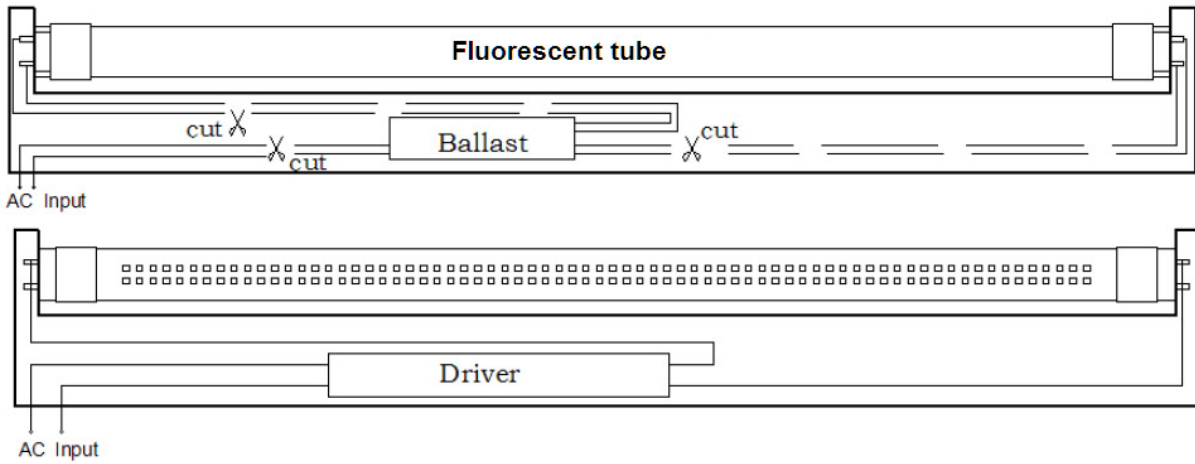 Fluorescent tube
cut
Ballast
cut
cut
AC Input
Driver
AC Input